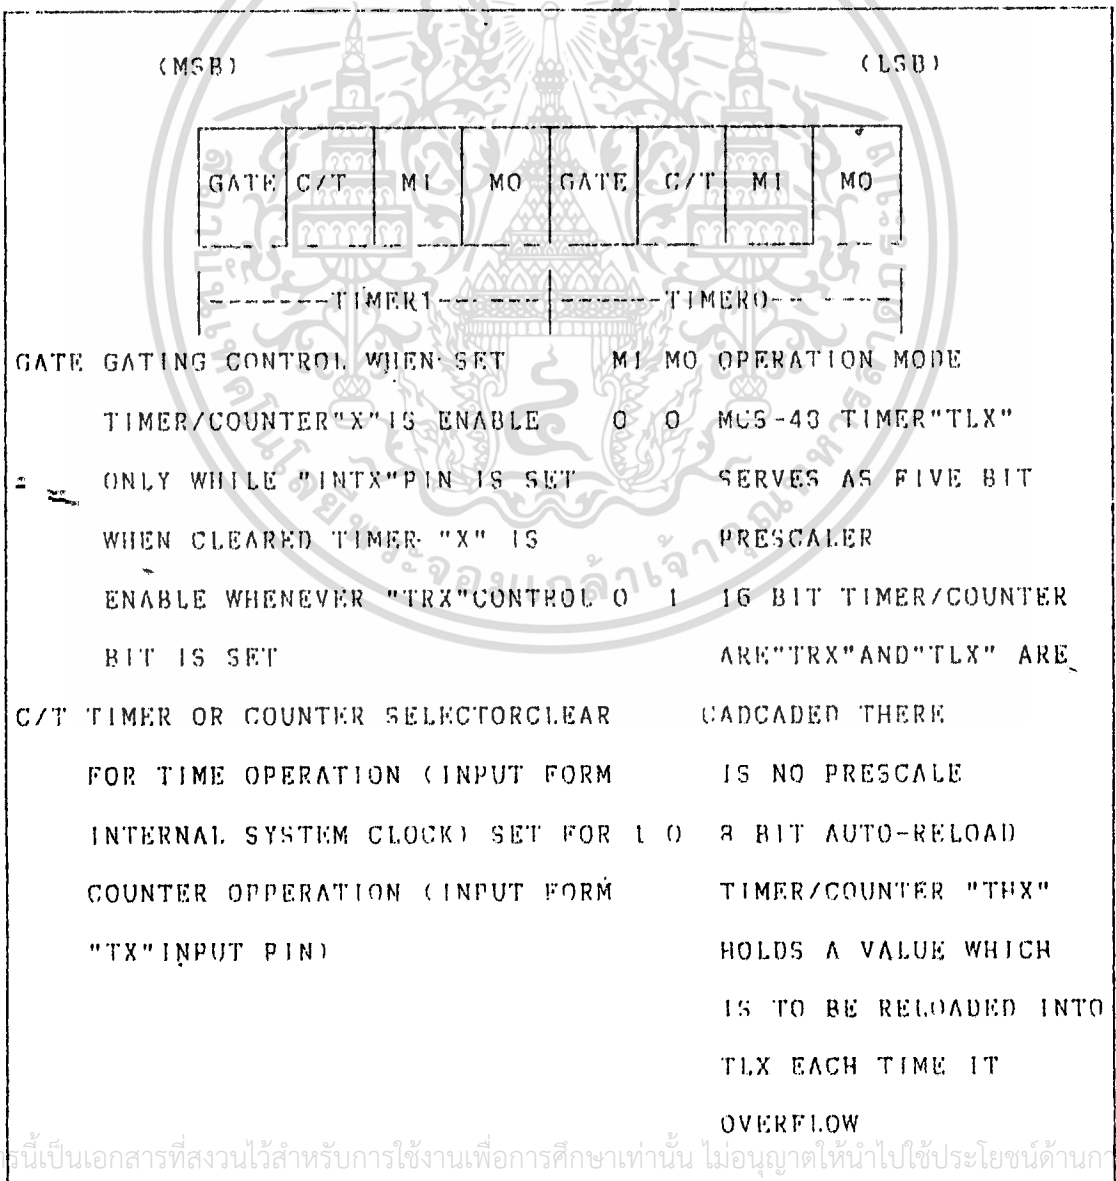 (MSB) (LSB)
GATE C/T M1 M0 GATE C/T M1 M0
-------TIMER1------- -------TIMER0-------
GATE GATING CONTROL WHEN SET M1 M0 OPERATION MODE
TIMER/COUNTER"X"IS ENABLE 0 0 MCS-48 TIMER"TLX"
ONLY WHILE "INTX"PIN IS SET SERVES AS FIVE BIT
WHEN CLEARED TIMER "X" IS PRESCALER
ENABLE WHENEVER "TRX"CONTROL 0 1 16 BIT TIMER/COUNTER
BIT IS SET ARE"TRX"AND"TLX" ARE
C/T TIMER OR COUNTER SELECTORCLEAR CADCADED THERE
FOR TIME OPERATION (INPUT FORM IS NO PRESCALE
INTERNAL SYSTEM CLOCK) SET FOR 1 0 8 BIT AUTO-RELOAD
COUNTER OPPERATION (INPUT FORM TIMER/COUNTER "THX"
"TX"INPUT PIN) HOLDS A VALUE WHICH
IS TO BE RELOADED INTO
TLX EACH TIME IT
OVERFLOW
รนี้เป็นเอกสารที่สงวนไว้สำหรับการใช้งานเพื่อการศึกษาเท่านั้น ไม่อนุญาตให้นำไปใช้ประโยชน์ด้านกา